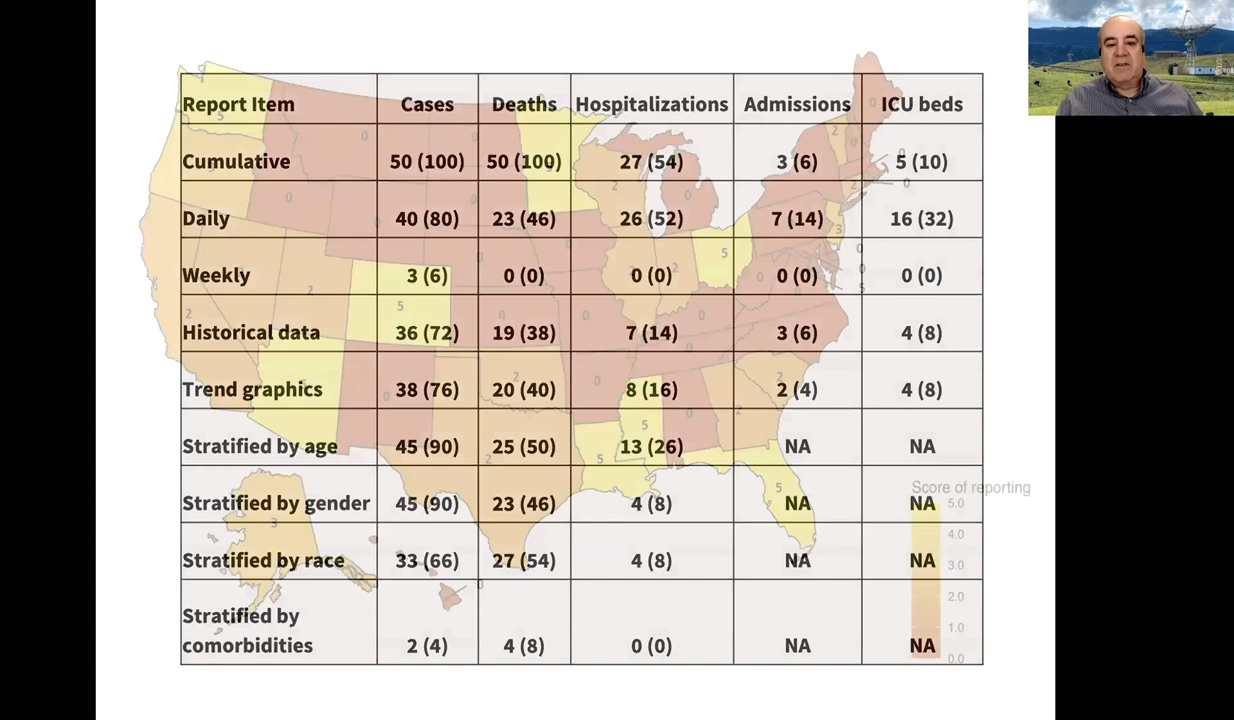 Report Item Cases Deaths Hospitalizations Admissions ICU beds
Cumulative 50 (100) 50 (100) 27 (54) 3 (6) 5 (10)
Daily 40 (80) 23 (46) 26 (52) 7 (14) 16 (32)
Weekly 3 (6) 0 (0) 0 (0) 0 (0) 0 (0)
Historical data 36 (72) 19 (38) 7 (14) 3 (6) 4 (8)
Trend graphics 38 (76) 20 (40) 8 (16) 2 (4) 4 (8)
Stratified by age 45 (90) 25 (50) 13 (26) NA NA
Score of reporting
Stratified by gender 45 (90) 23 (46) 4 (8) NA NA
5.0
4.0
Stratified by race 33 (66) 27 (54) 4 (8) NA NA
3.0
2.0
Stratified by
1.0
comorbidities 2 (4) 4 (8) 0 (0) NA NA
0.0